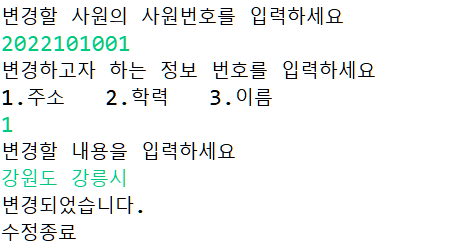 변경할 사원의 사원번호를 입력하세요
2022101001
변경하고자 하는 정보 번호를 입력하세요
1.주소 2.학력 3.이름
1
변경할 내용을 입력하세요
강원도 강릉시
변경되었습니다.
수정종료